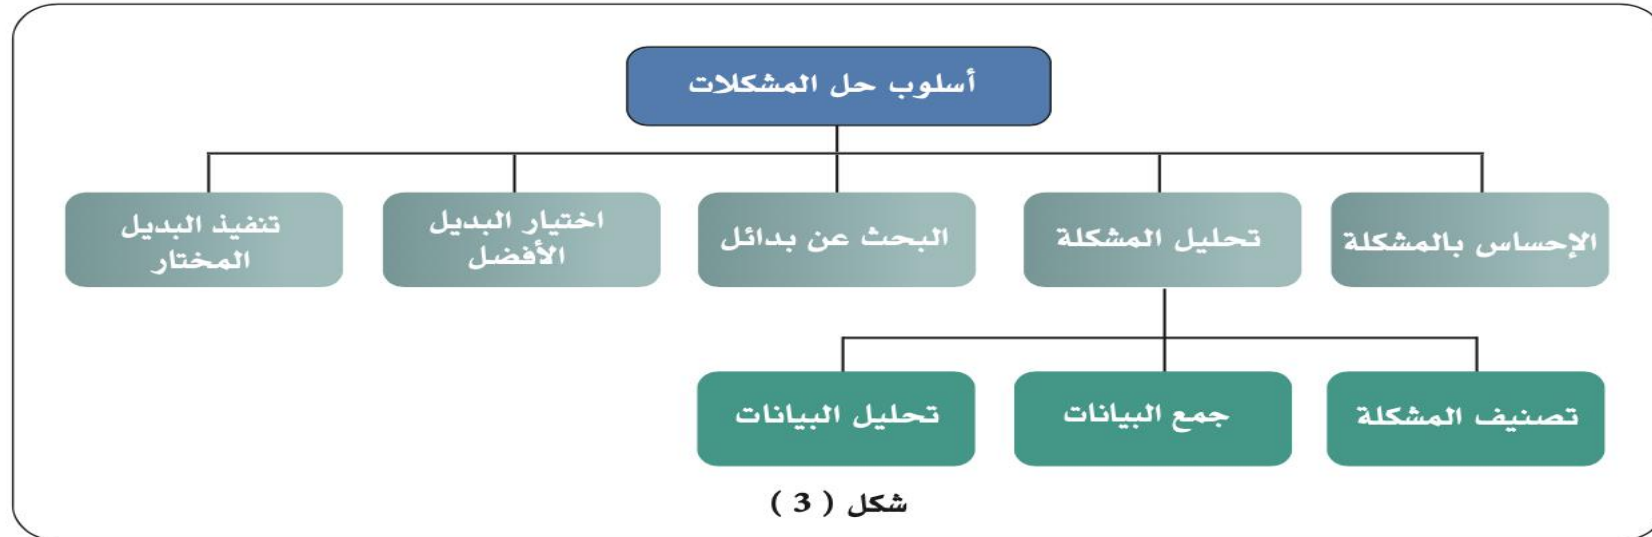 أسلوب حل المشكلات
الإحساس بالمشكلة
تحليل المشكلة
البحث عن بدائل
اختيار البديل
الأفضل
تنفيذ البديل
المختار
تصنيف المشكلة
جمع البيانات
تحليل البيانات
شكل ( 3 )